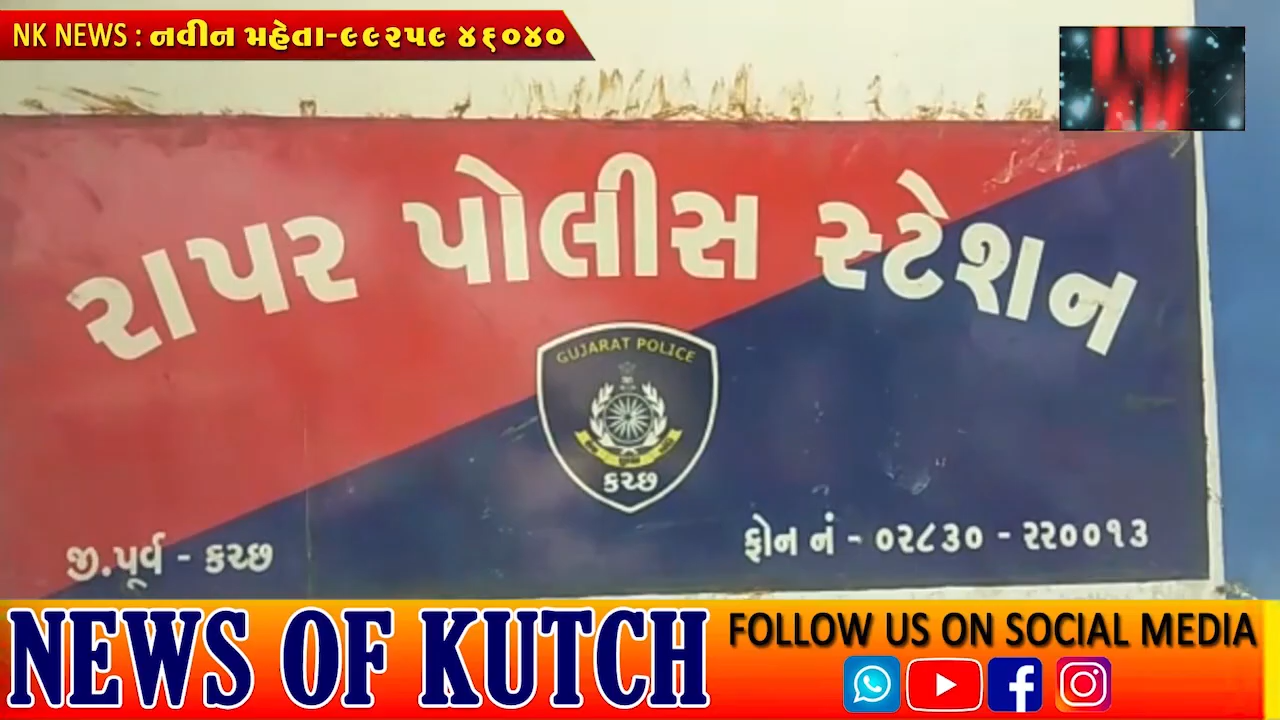 NK NEWS : નવીન મહેતા-૯૯૨૫૯ ૪૬૦૪૦
રાપર પોલીસ સ્ટેશન
GUJARAT POLICE
કચ્છ
જી.પૂર્વ - કચ્છ
ફોન નં - ૦૨૮૩૦ - ૨૨૦૦૧૩
NEWS OF KUTCH
FOLLOW US ON SOCIAL MEDIA